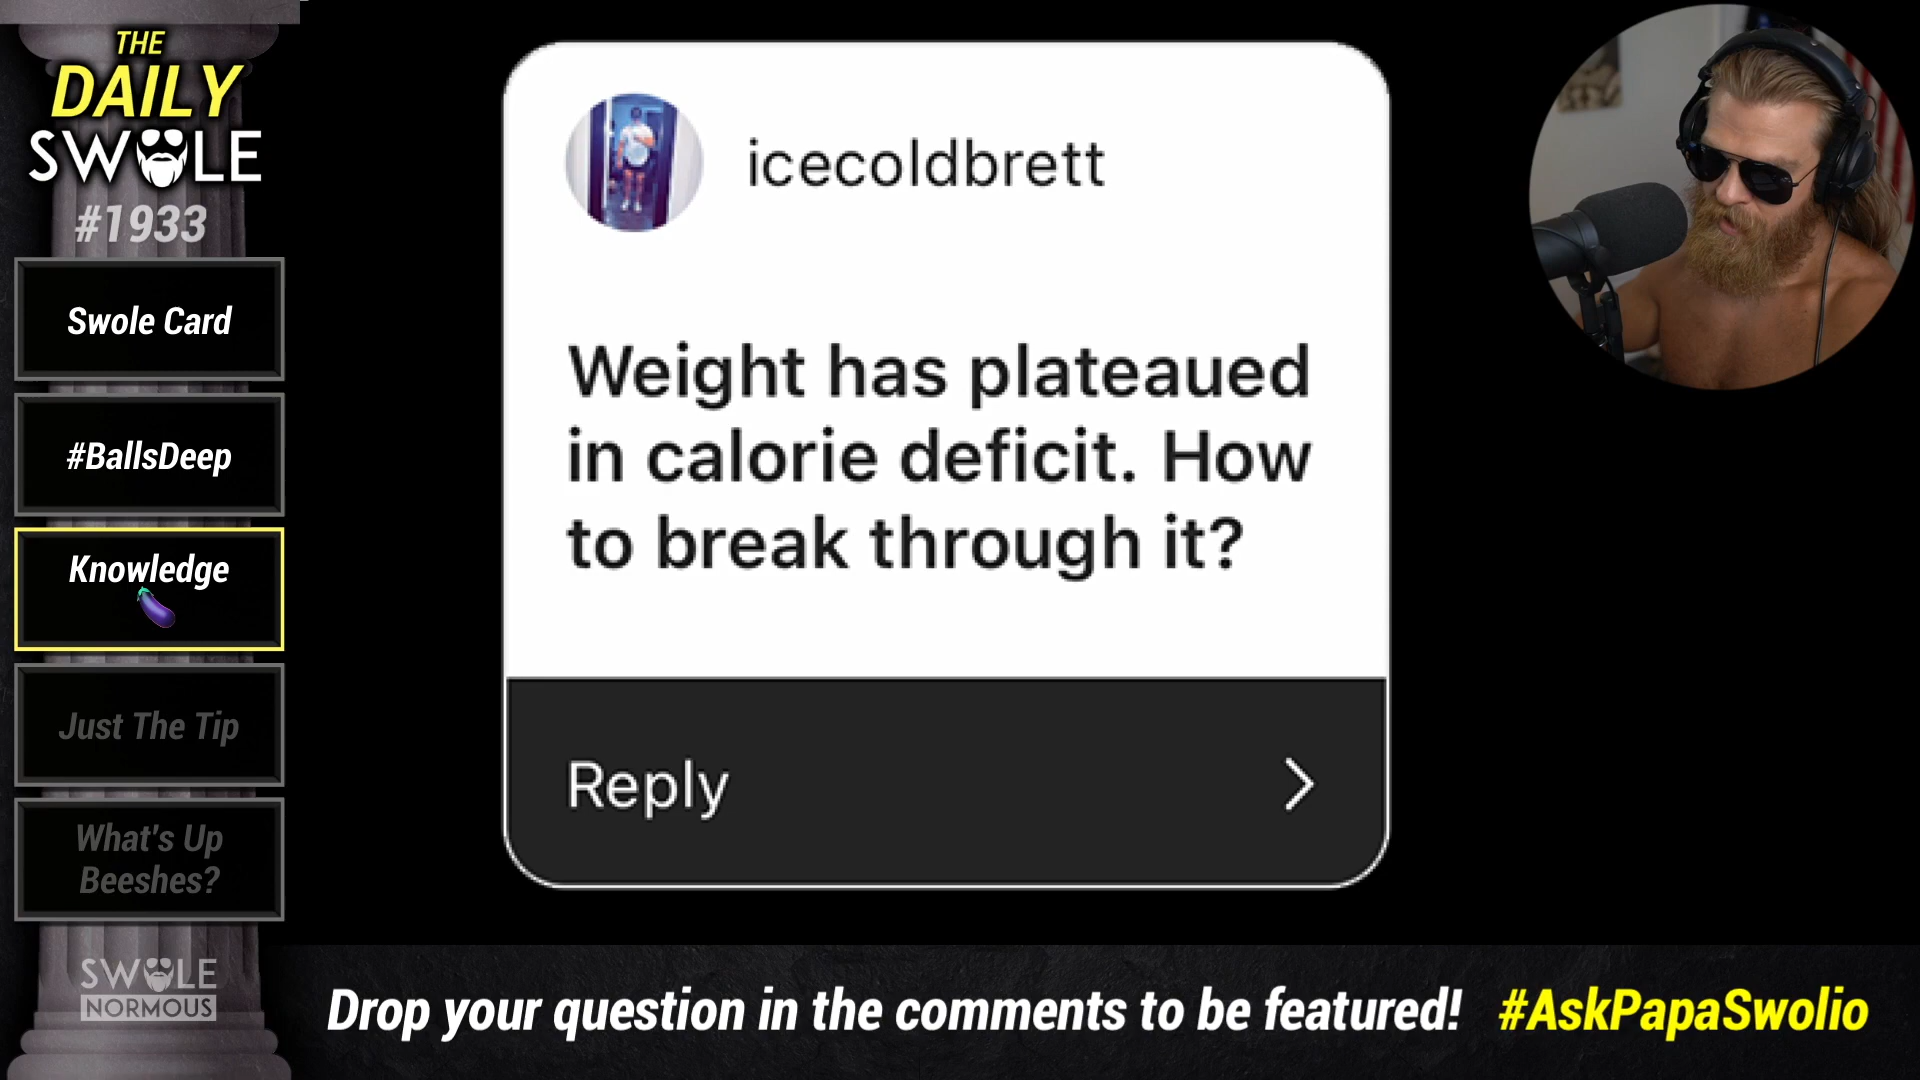 THE
DAILY
SWOLE
#1933
Swole Card
#BallsDeep
Knowledge
Just The Tip
What's Up
Beeshes?
SWOLE
NORMOUS
icecoldbrett
Weight has plateaued
in calorie deficit. How
to break through it?
Reply
Drop your question in the comments to be featured! #AskPapaSwolio